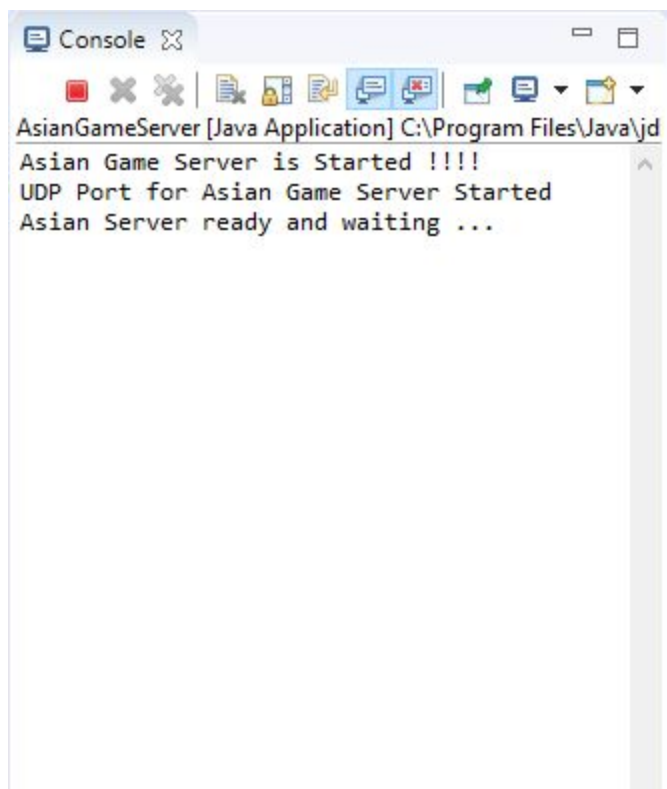 Console
AsianGameServer [Java Application] C:\Program Files\Java\jd
Asian Game Server is Started !!!!
UDP Port for Asian Game Server Started
Asian Server ready and waiting ...